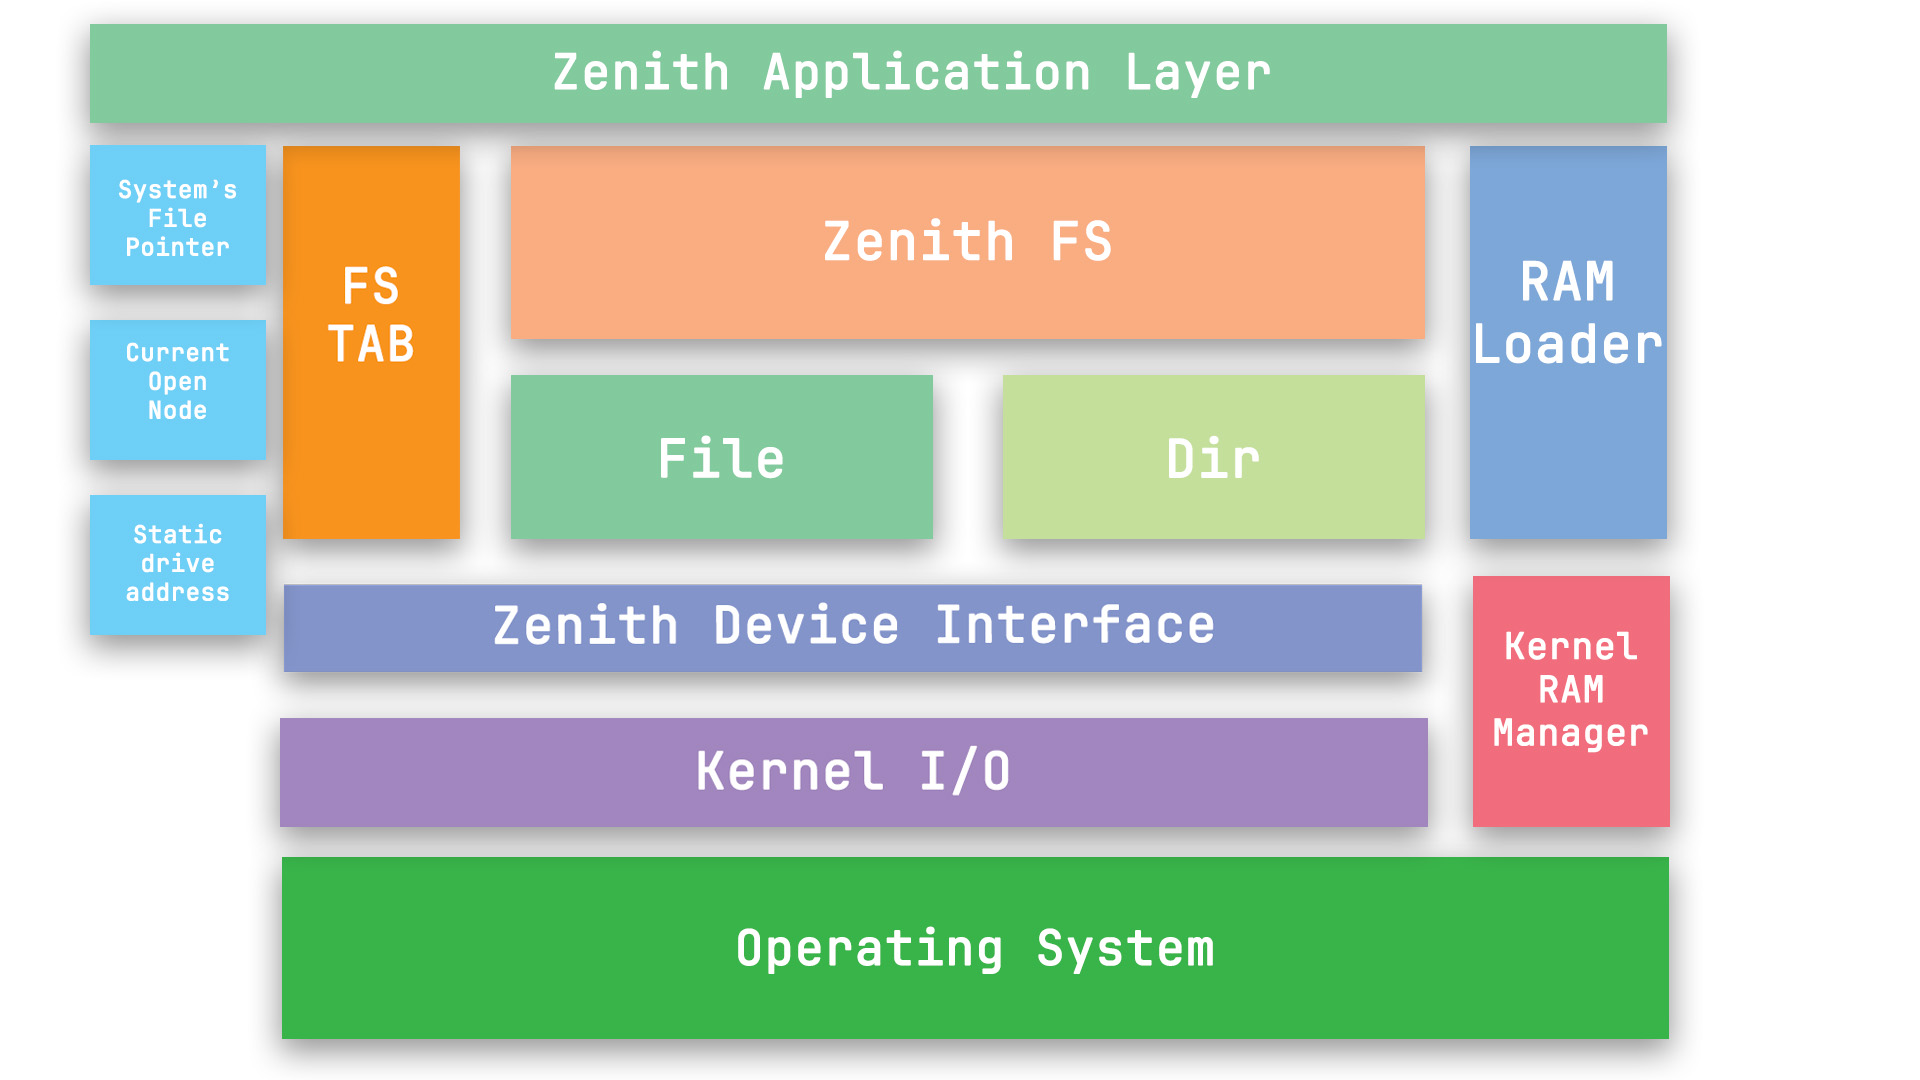 Zenith Application Layer
System’s
File
Pointer
Current
Open
Node
Static
drive
address
FS
TAB
Zenith FS
File
Dir
RAM
Loader
Zenith Device Interface
Kernel
RAM
Manager
Kernel I/O
Operating System